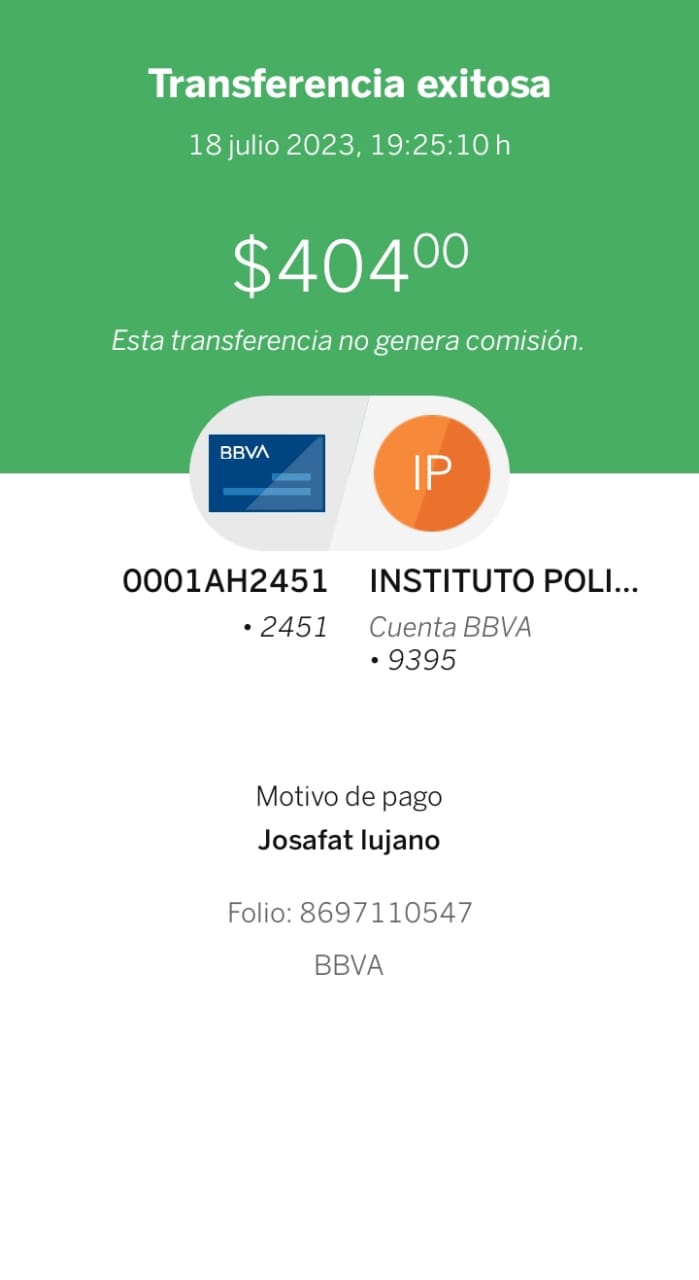 Transferencia exitosa
18 julio 2023, 19:25:10 h
$404.00
Esta transferencia no genera comisión.
BBVA
IP
0001AH2451
• 2451
INSTITUTO POLI...
Cuenta BBVA
• 9395
Motivo de pago
Josafat lujano
Folio: 8697110547
BBVA